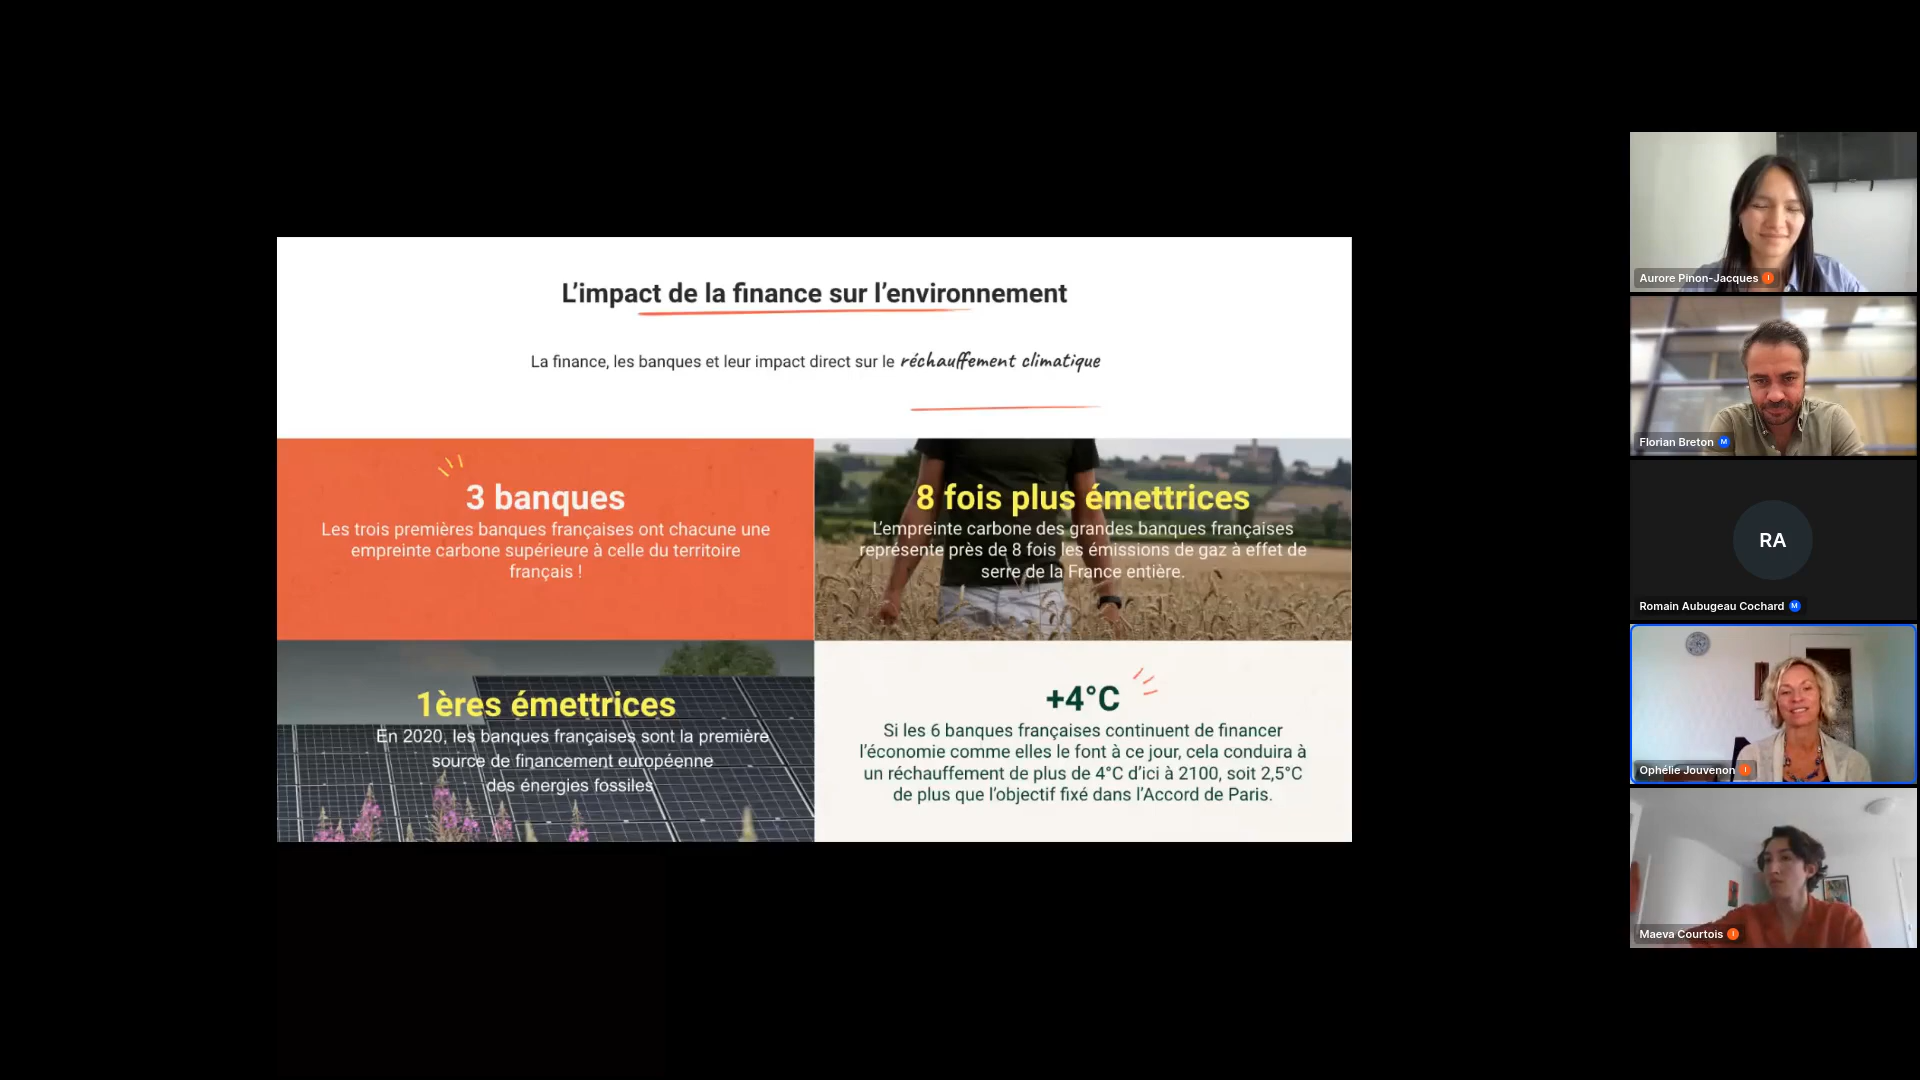 L’impact de la finance sur l’environnement
La finance, les banques et leur impact direct sur le réchauffement climatique
3 banques
Les trois premières banques françaises ont chacune une
empreinte carbone supérieure à celle du territoire
français !
8 fois plus émettrices
L’empreinte carbone des grandes banques françaises
représente près de 8 fois les émissions de gaz à effet de
serre de la France entière.
1ères émettrices
En 2020, les banques françaises sont la première
source de financement européenne
des énergies fossiles
+4°C
Si les 6 banques françaises continuent de financer
l’économie comme elles le font à ce jour, cela conduira à
un réchauffement de plus de 4°C d’ici à 2100, soit 2,5°C
de plus que l’objectif fixé dans l’Accord de Paris.
Aurore Pinon-Jacques I
Florian Breton M
RA
Romain Aubugeau Cochard M
Ophélie Jouvenon I
Maeva Courtois I